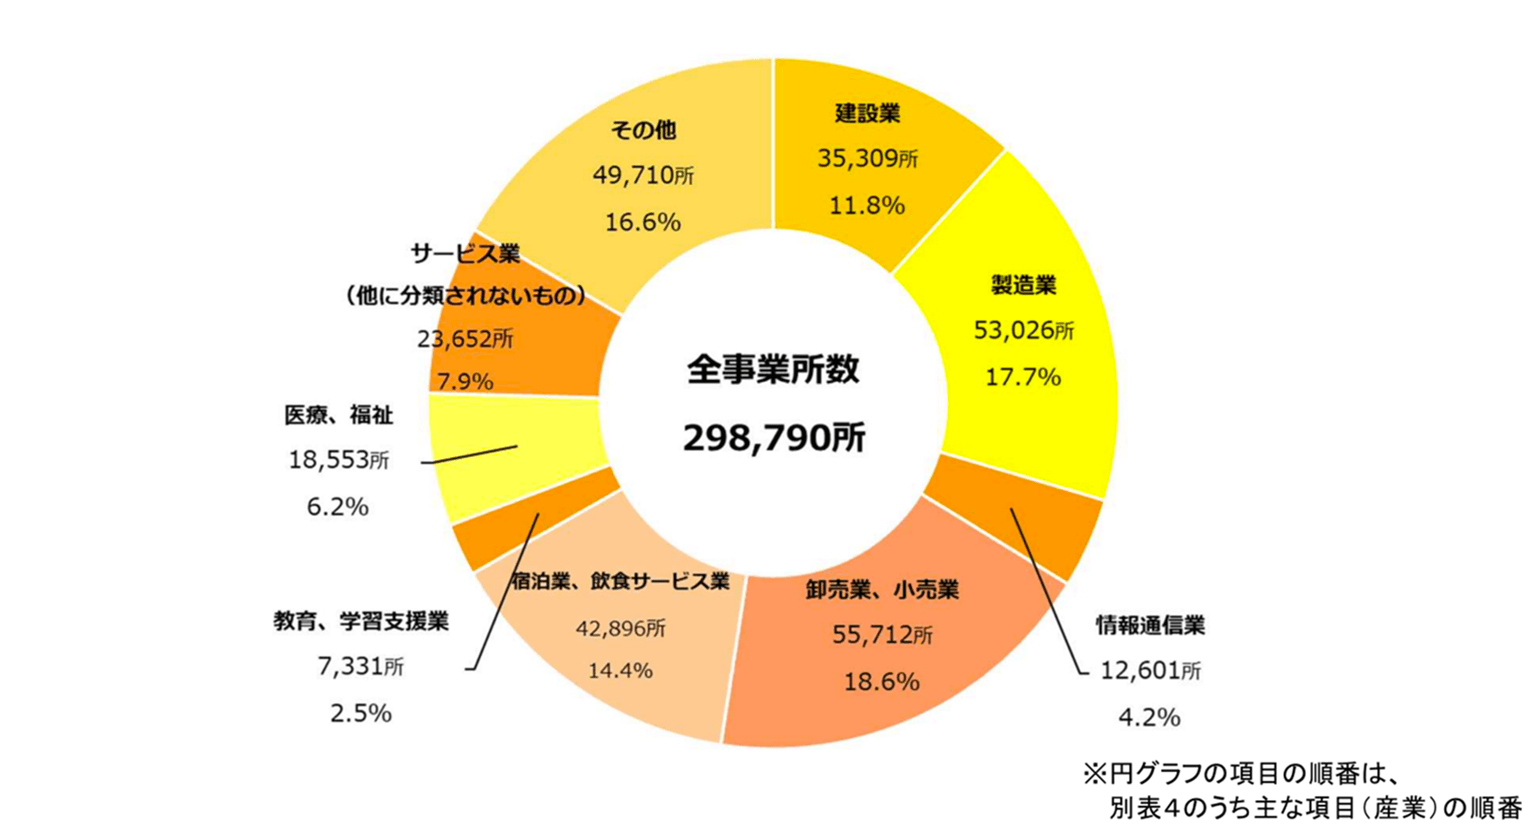 建設業
35,309所
11.8%
製造業
53,026所
17.7%
情報通信業
12,601所
4.2%
卸売業、小売業
55,712所
18.6%
宿泊業、飲食サービス業
42,896所
14.4%
教育、学習支援業
7,331所
2.5%
医療、福祉
18,553所
6.2%
サービス業
（他に分類されないもの）
23,652所
7.9%
その他
49,710所
16.6%
全事業所数
298,790所
※円グラフの項目の順番は、
別表４のうち主な項目（産業）の順番